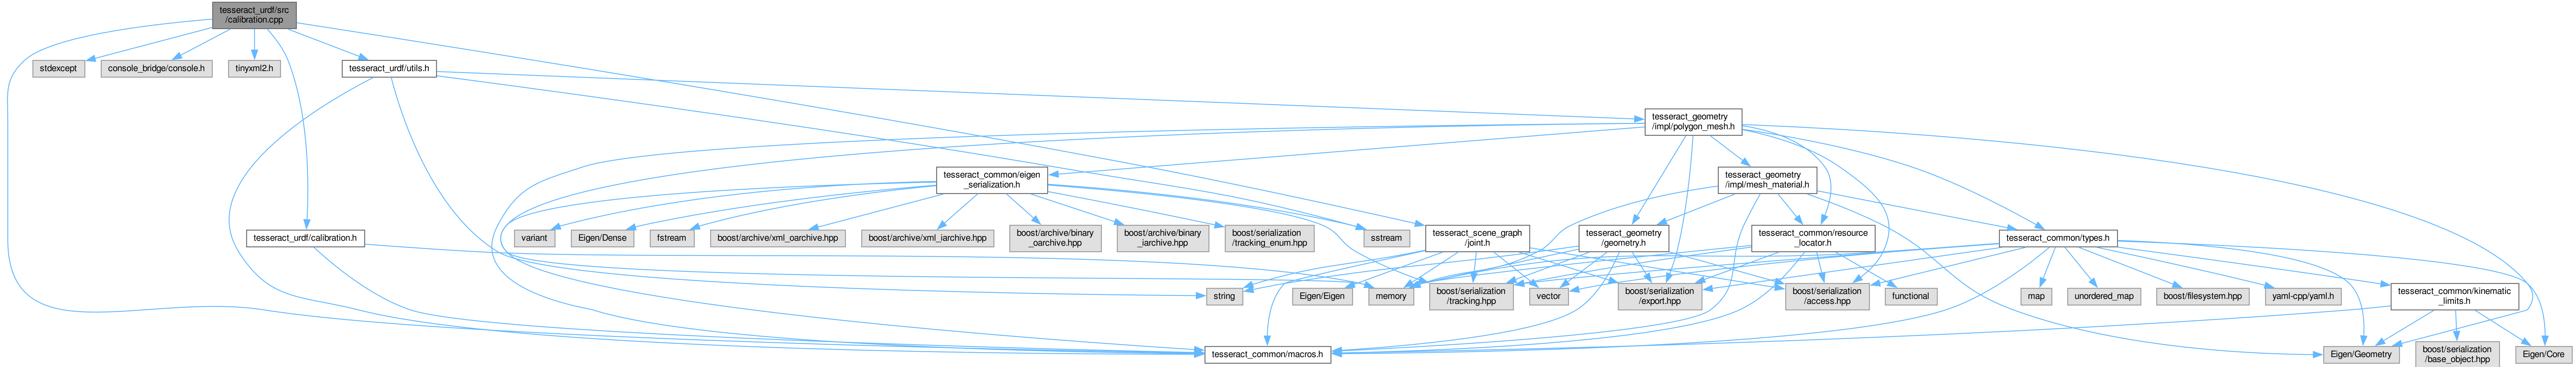 tesseract_urdf/src
/calibration.cpp
stdexcept
console_bridge/console.h
tinyxml2.h
tesseract_urdf/utils.h
tesseract_geometry
/impl/polygon_mesh.h
tesseract_common/eigen
_serialization.h
tesseract_geometry
/impl/mesh_material.h
tesseract_urdf/calibration.h
variant
Eigen/Dense
fstream
boost/archive/xml_oarchive.hpp
boost/archive/xml_iarchive.hpp
boost/archive/binary
_oarchive.hpp
boost/archive/binary
_iarchive.hpp
boost/serialization
/tracking_enum.hpp
sstream
tesseract_scene_graph
/joint.h
tesseract_geometry
/geometry.h
tesseract_common/resource
_locator.h
tesseract_common/types.h
string
Eigen/Eigen
memory
boost/serialization
/tracking.hpp
vector
boost/serialization
/export.hpp
boost/serialization
/access.hpp
functional
map
unordered_map
boost/filesystem.hpp
yaml-cpp/yaml.h
tesseract_common/kinematic
_limits.h
tesseract_common/macros.h
Eigen/Geometry
boost/serialization
/base_object.hpp
Eigen/Core